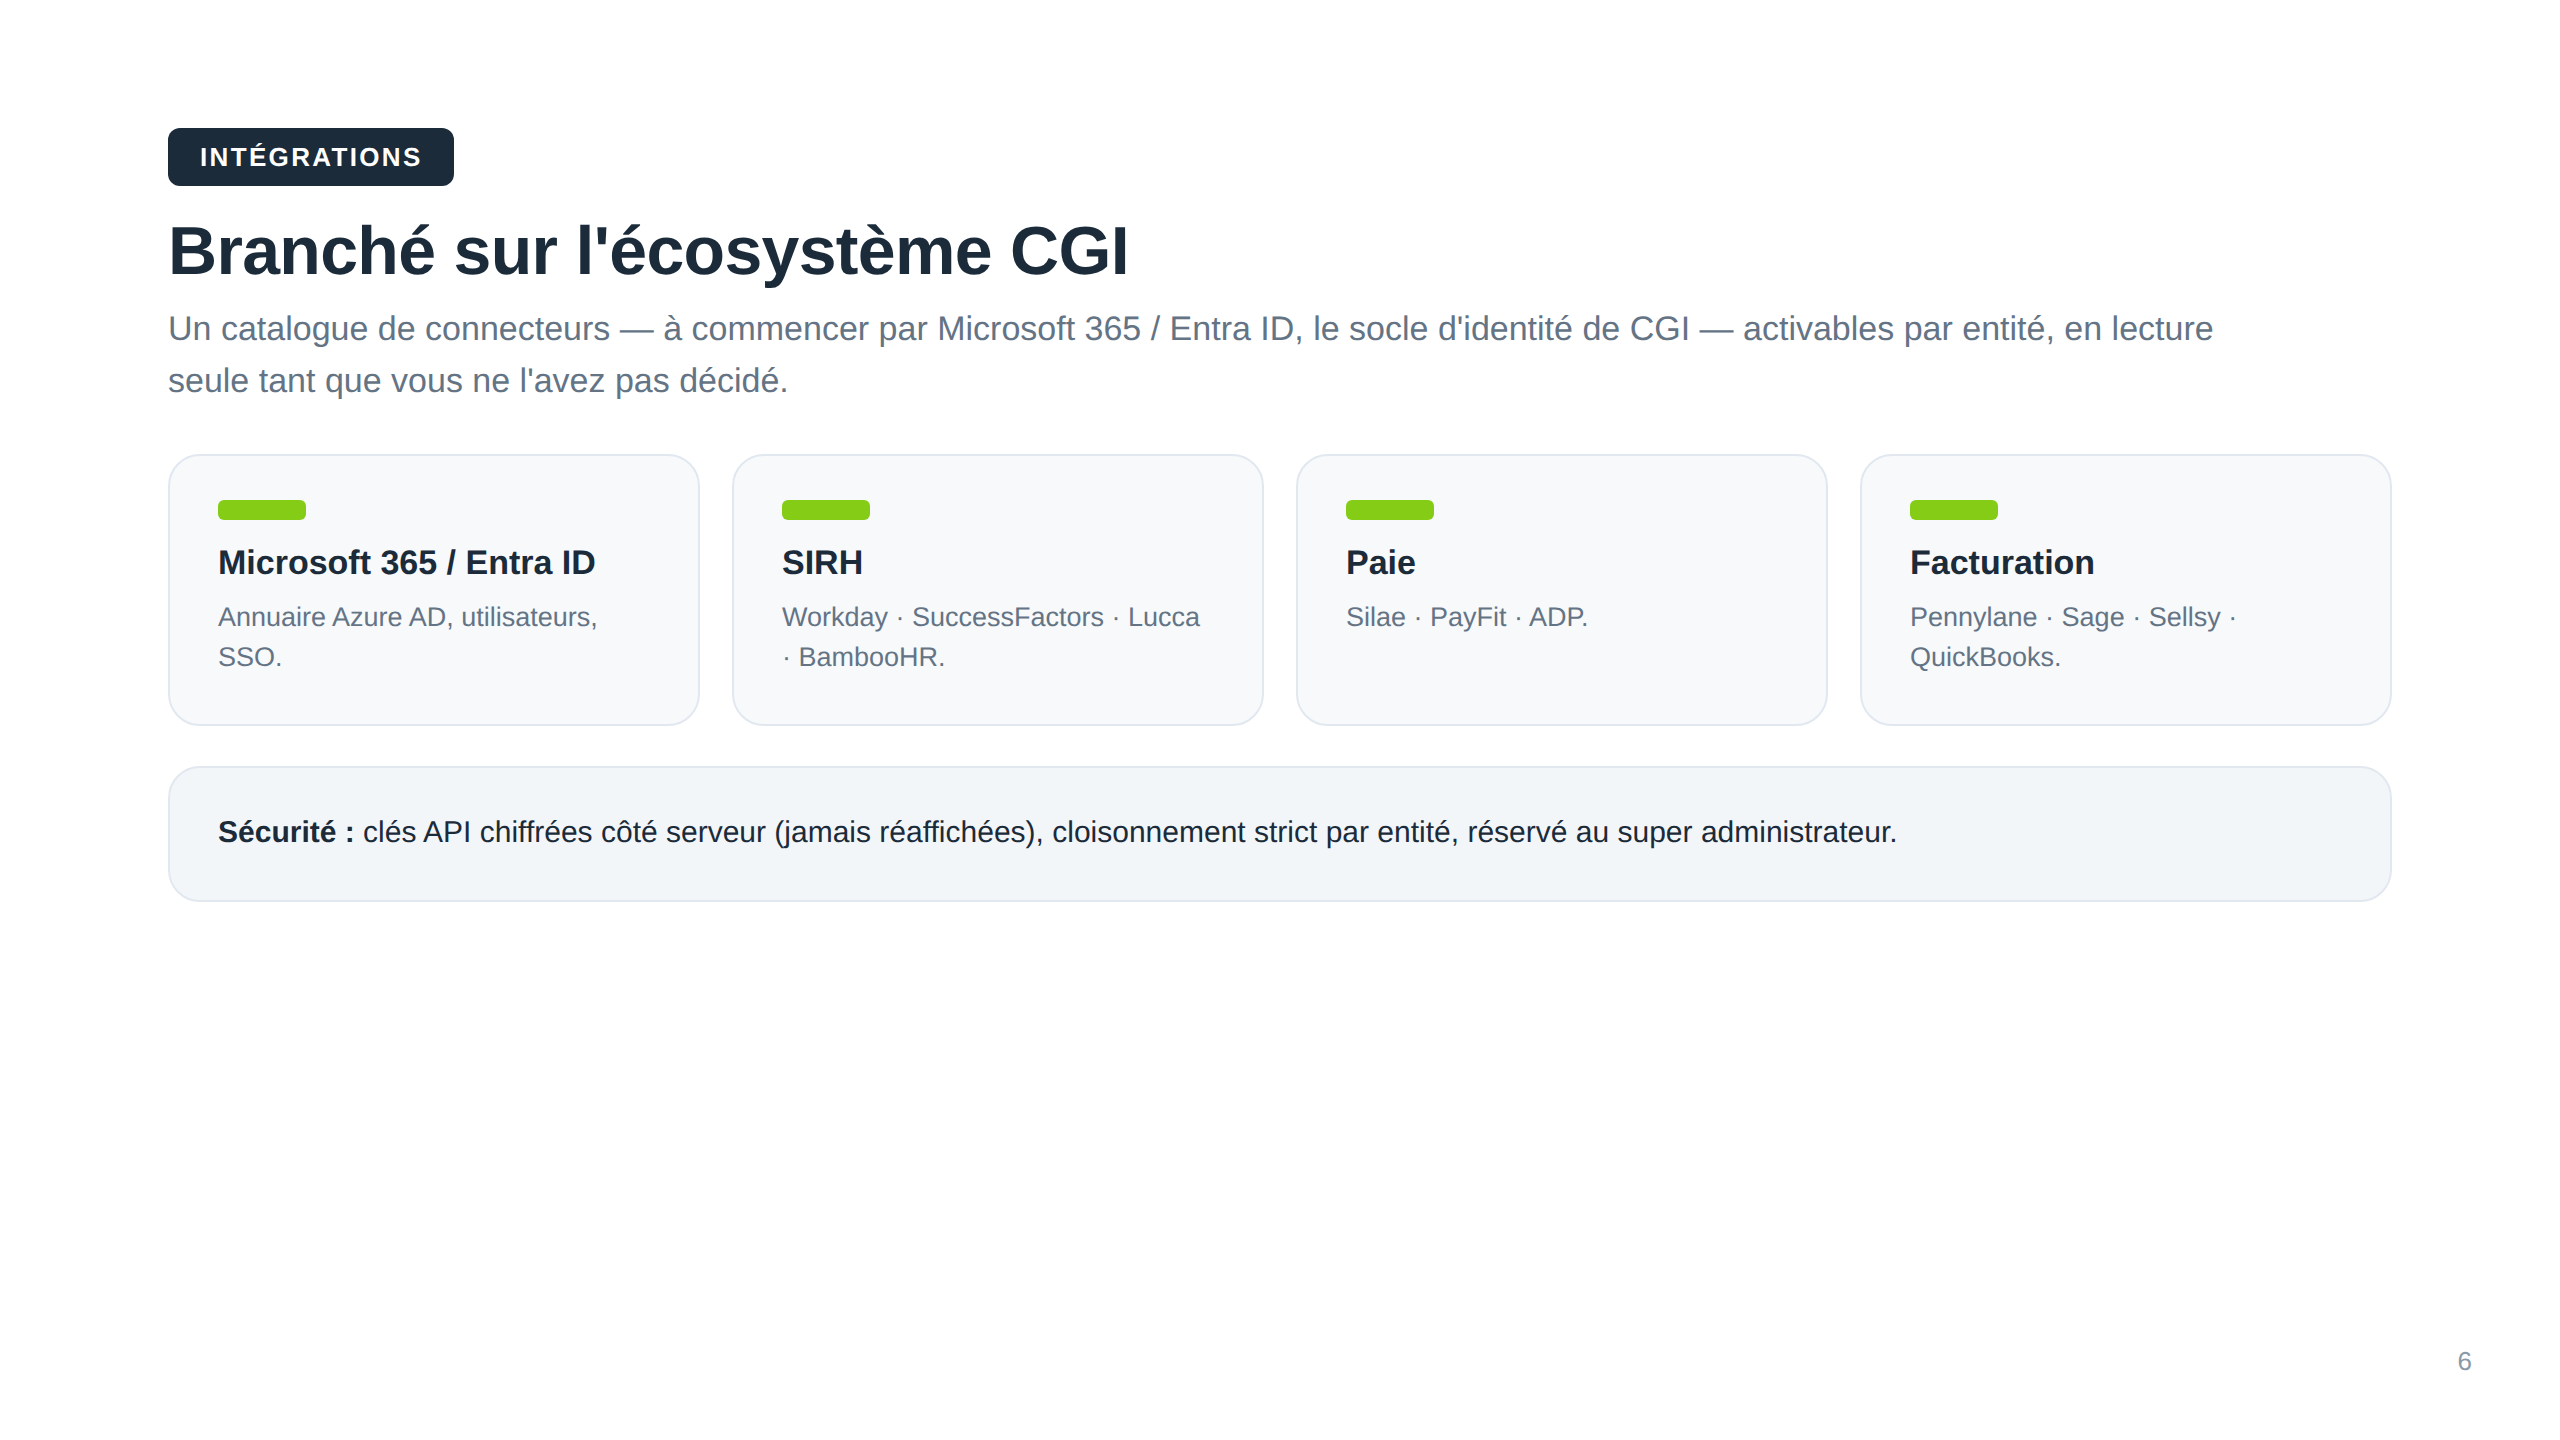 INTÉGRATIONS
Branché sur l'écosystème CGI
Un catalogue de connecteurs — à commencer par Microsoft 365 / Entra ID, le socle d'identité de CGI — activables par entité, en lecture
seule tant que vous ne l'avez pas décidé.
Microsoft 365 / Entra ID
Annuaire Azure AD, utilisateurs,
SSO.
SIRH
Workday · SuccessFactors · Lucca
· BambooHR.
Paie
Silae · PayFit · ADP.
Facturation
Pennylane · Sage · Sellsy ·
QuickBooks.
Sécurité : clés API chiffrées côté serveur (jamais réaffichées), cloisonnement strict par entité, réservé au super administrateur.
6